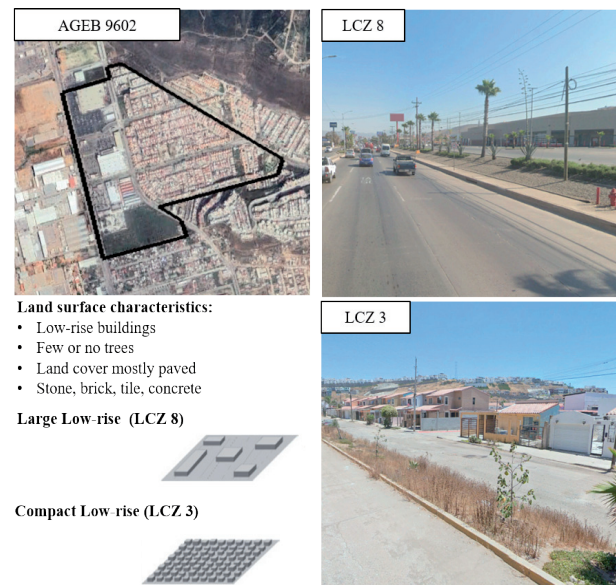 AGEB 9602
LCZ 8
Land surface characteristics:
• Low-rise buildings
• Few or no trees
• Land cover mostly paved
• Stone, brick, tile, concrete
Large Low-rise (LCZ 8)
Compact Low-rise (LCZ 3)
LCZ 3